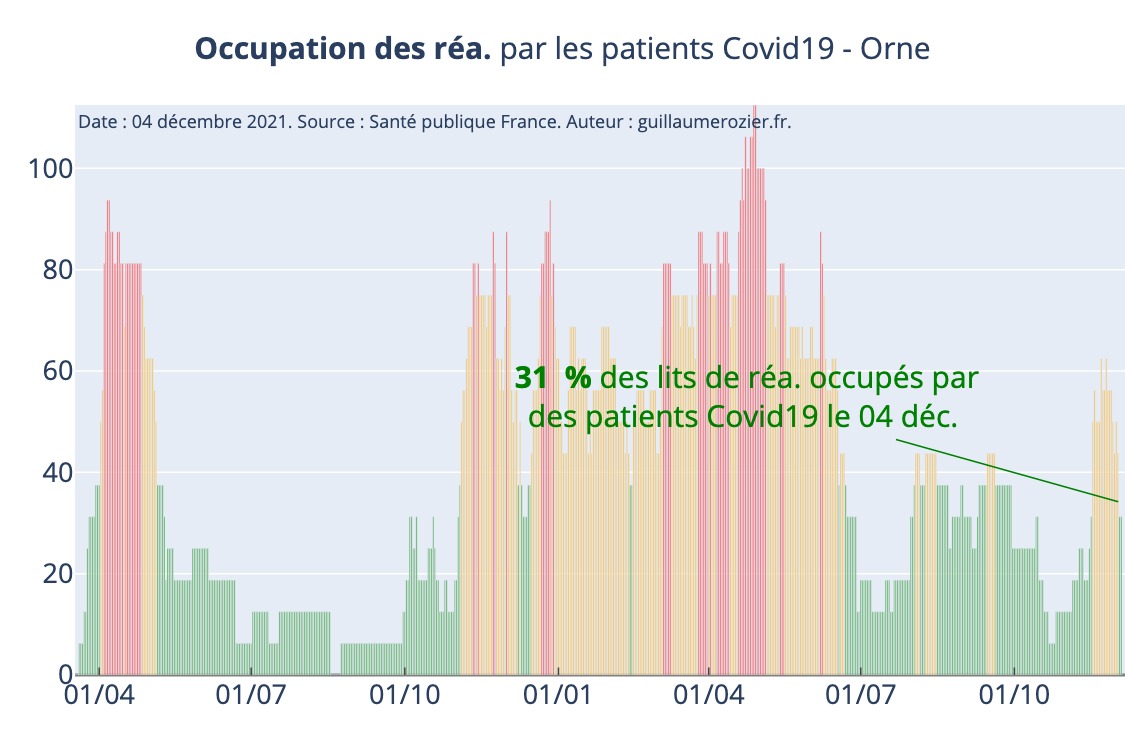 Occupation des réa. par les patients Covid19 - Orne
Date : 04 décembre 2021. Source : Santé publique France. Auteur : guillaumerozier.fr.
100
80
60
40
20
0
31 % des lits de réa. occupés par
des patients Covid19 le 04 déc.
01/04 01/07 01/10 01/01 01/04 01/07 01/10